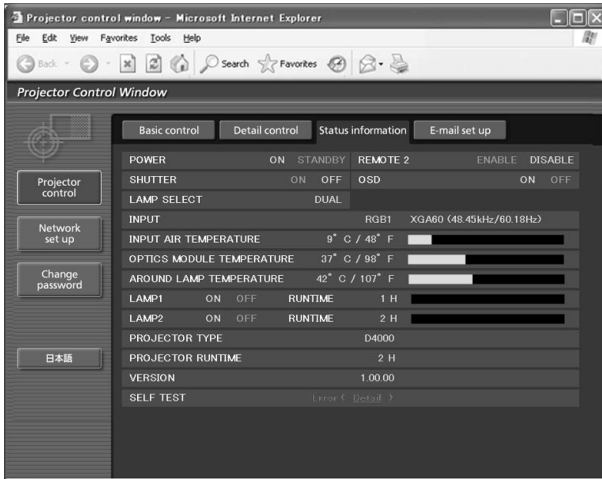 Projector control window - Microsoft Internet Explorer
File Edit View Favorites Tools Help
Back Search Favorites
Projector Control Window
Basic control Detail control Status information E-mail set up
Projector control
Network set up
Change password
日本語
POWER ON STANDBY REMOTE 2 ENABLE DISABLE
SHUTTER ON OFF OSD ON OFF
LAMP SELECT DUAL
INPUT RGB1 XGA60 (48.45kHz/60.18Hz)
INPUT AIR TEMPERATURE 9° C / 48° F
OPTICS MODULE TEMPERATURE 37° C / 98° F
AROUND LAMP TEMPERATURE 42° C / 107° F
LAMP1 ON OFF RUNTIME 1 H
LAMP2 ON OFF RUNTIME 2 H
PROJECTOR TYPE D4000
PROJECTOR RUNTIME 2 H
VERSION 1.00.00
SELF TEST Error ( Detail )